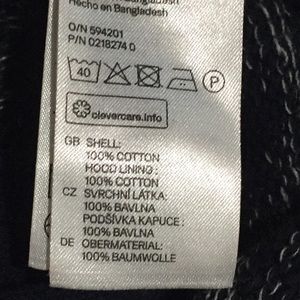 Bangladesh
Hecho en Bangladesh
O/N 594201
P/N 0218274 0
40 P
clevercare.info
GB SHELL:
100% COTTON
HOOD LINING:
100% COTTON
CZ SVRCHNÍ LÁTKA:
100% BAVLNA
PODŠÍVKA KAPUCE:
100% BAVLNA
DE OBERMATERIAL:
100% BAUMWOLLE